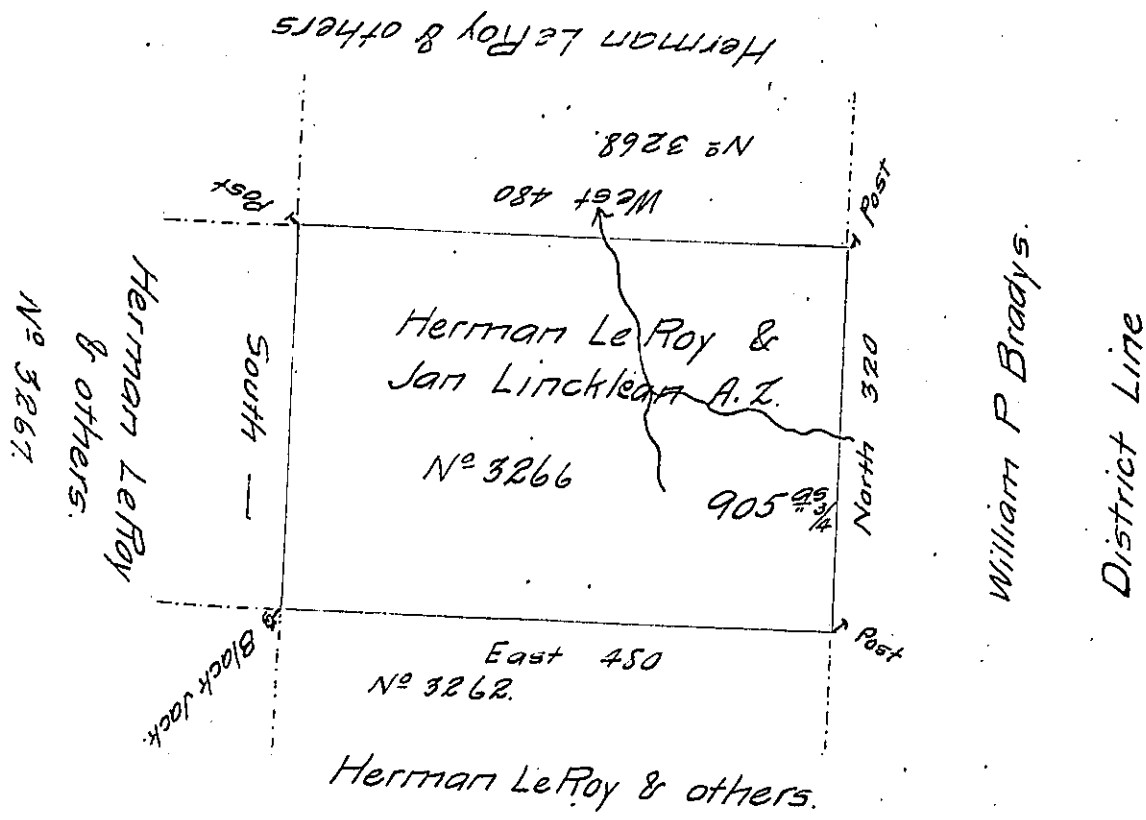 Herman LeRoy & others
Nº 3268.
West 480
Post
Post
Herman LeRoy
& others.
Nº 3267.
South —
Herman Le Roy &
Jan Lincklean A.Z.
Nº 3266
905 3/4
North 320
William P Bradys.
District Line
Black Jack.
Post
East 480
Nº 3262.
Herman LeRoy & others.